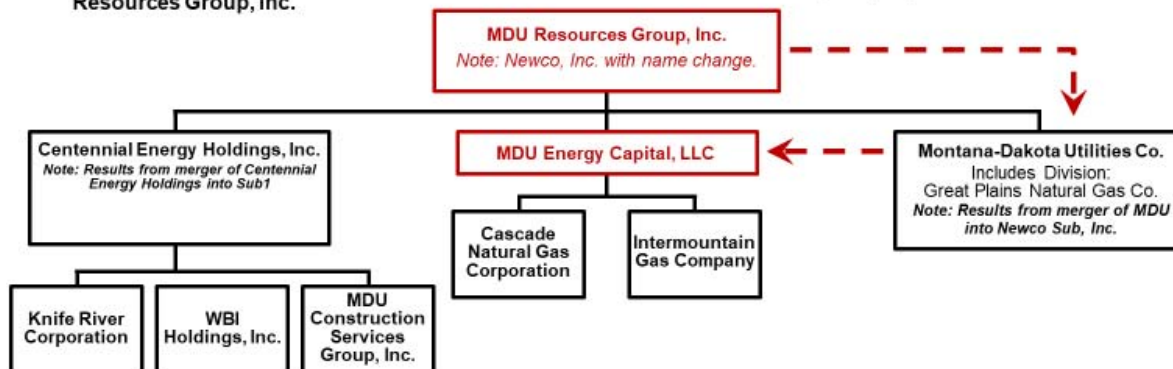 Resources Group, Inc.
MDU Resources Group, Inc.
Note: Newco, Inc. with name change.
Centennial Energy Holdings, Inc.
Note: Results from merger of Centennial
Energy Holdings into Sub1
MDU Energy Capital, LLC
Montana-Dakota Utilities Co.
Includes Division:
Great Plains Natural Gas Co.
Note: Results from merger of MDU
into Newco Sub, Inc.
Cascade
Natural Gas
Corporation
Intermountain
Gas Company
Knife River
Corporation
WBI
Holdings, Inc.
MDU
Construction
Services
Group, Inc.